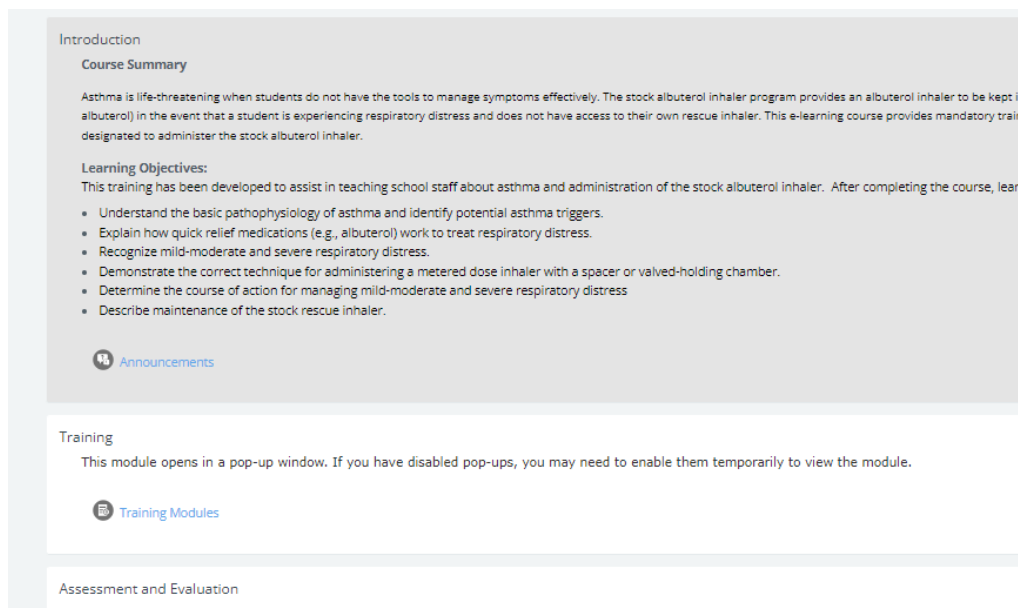 Introduction
Course Summary
Asthma is life-threatening when students do not have the tools to manage symptoms effectively. The stock albuterol inhaler program provides an albuterol inhaler to be kept
albuterol) in the event that a student is experiencing respiratory distress and does not have access to their own rescue inhaler. This e-learning course provides mandatory
designated to administer the stock albuterol inhaler.
Learning Objectives:
This training has been developed to assist in teaching school staff about asthma and administration of the stock albuterol inhaler. After completing the course,
• Understand the basic pathophysiology of asthma and identify potential asthma triggers.
• Explain how quick relief medications (e.g., albuterol) work to treat respiratory distress.
• Recognize mild-moderate and severe respiratory distress.
• Demonstrate the correct technique for administering a metered dose inhaler with a spacer or valved-holding chamber.
• Determine the course of action for managing mild-moderate and severe respiratory distress
• Describe maintenance of the stock rescue inhaler.
Announcements
Training
This module opens in a pop-up window. If you have disabled pop-ups, you may need to enable them temporarily to view the module.
Training Modules
Assessment and Evaluation